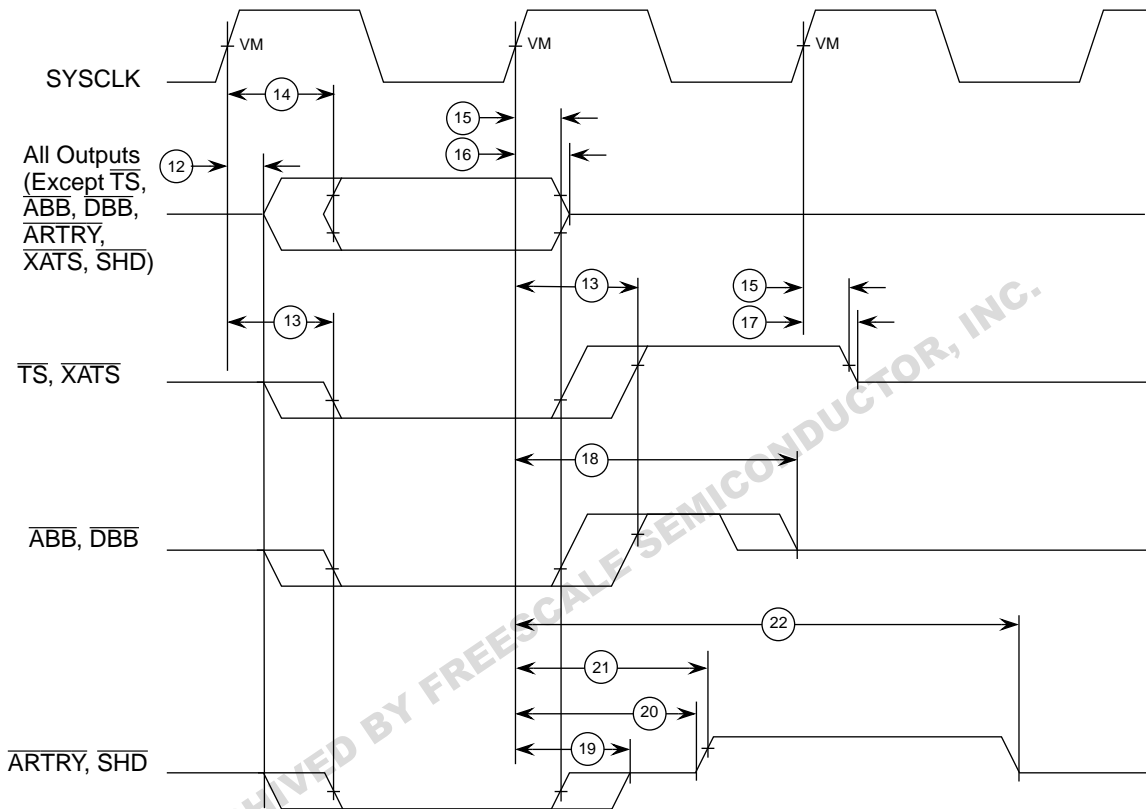 VM
VM
VM
SYSCLK
14
15
16
12
All Outputs
(Except TS,
ABB, DBB,
ARTRY,
XATS, SHD)
13
15
13
17
TS, XATS
18
ABB, DBB
22
21
20
19
ARTRY, SHD
HIVED BY FREESCALE SEMICONDUCTOR, INC.